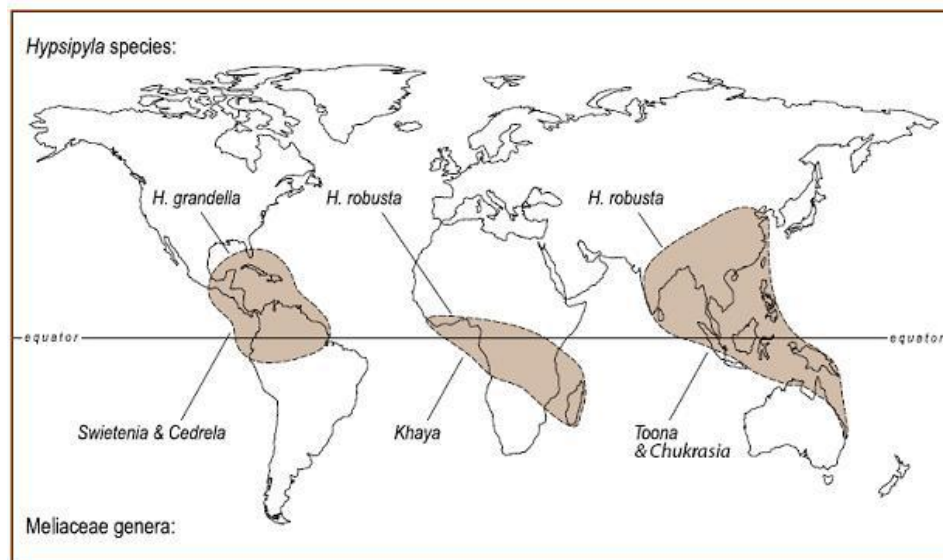 Hypsipyla species:
H. grandella
H. robusta
H. robusta
equator
equator
Swietenia & Cedrela
Khaya
Toona
& Chukrasia
Meliaceae genera: